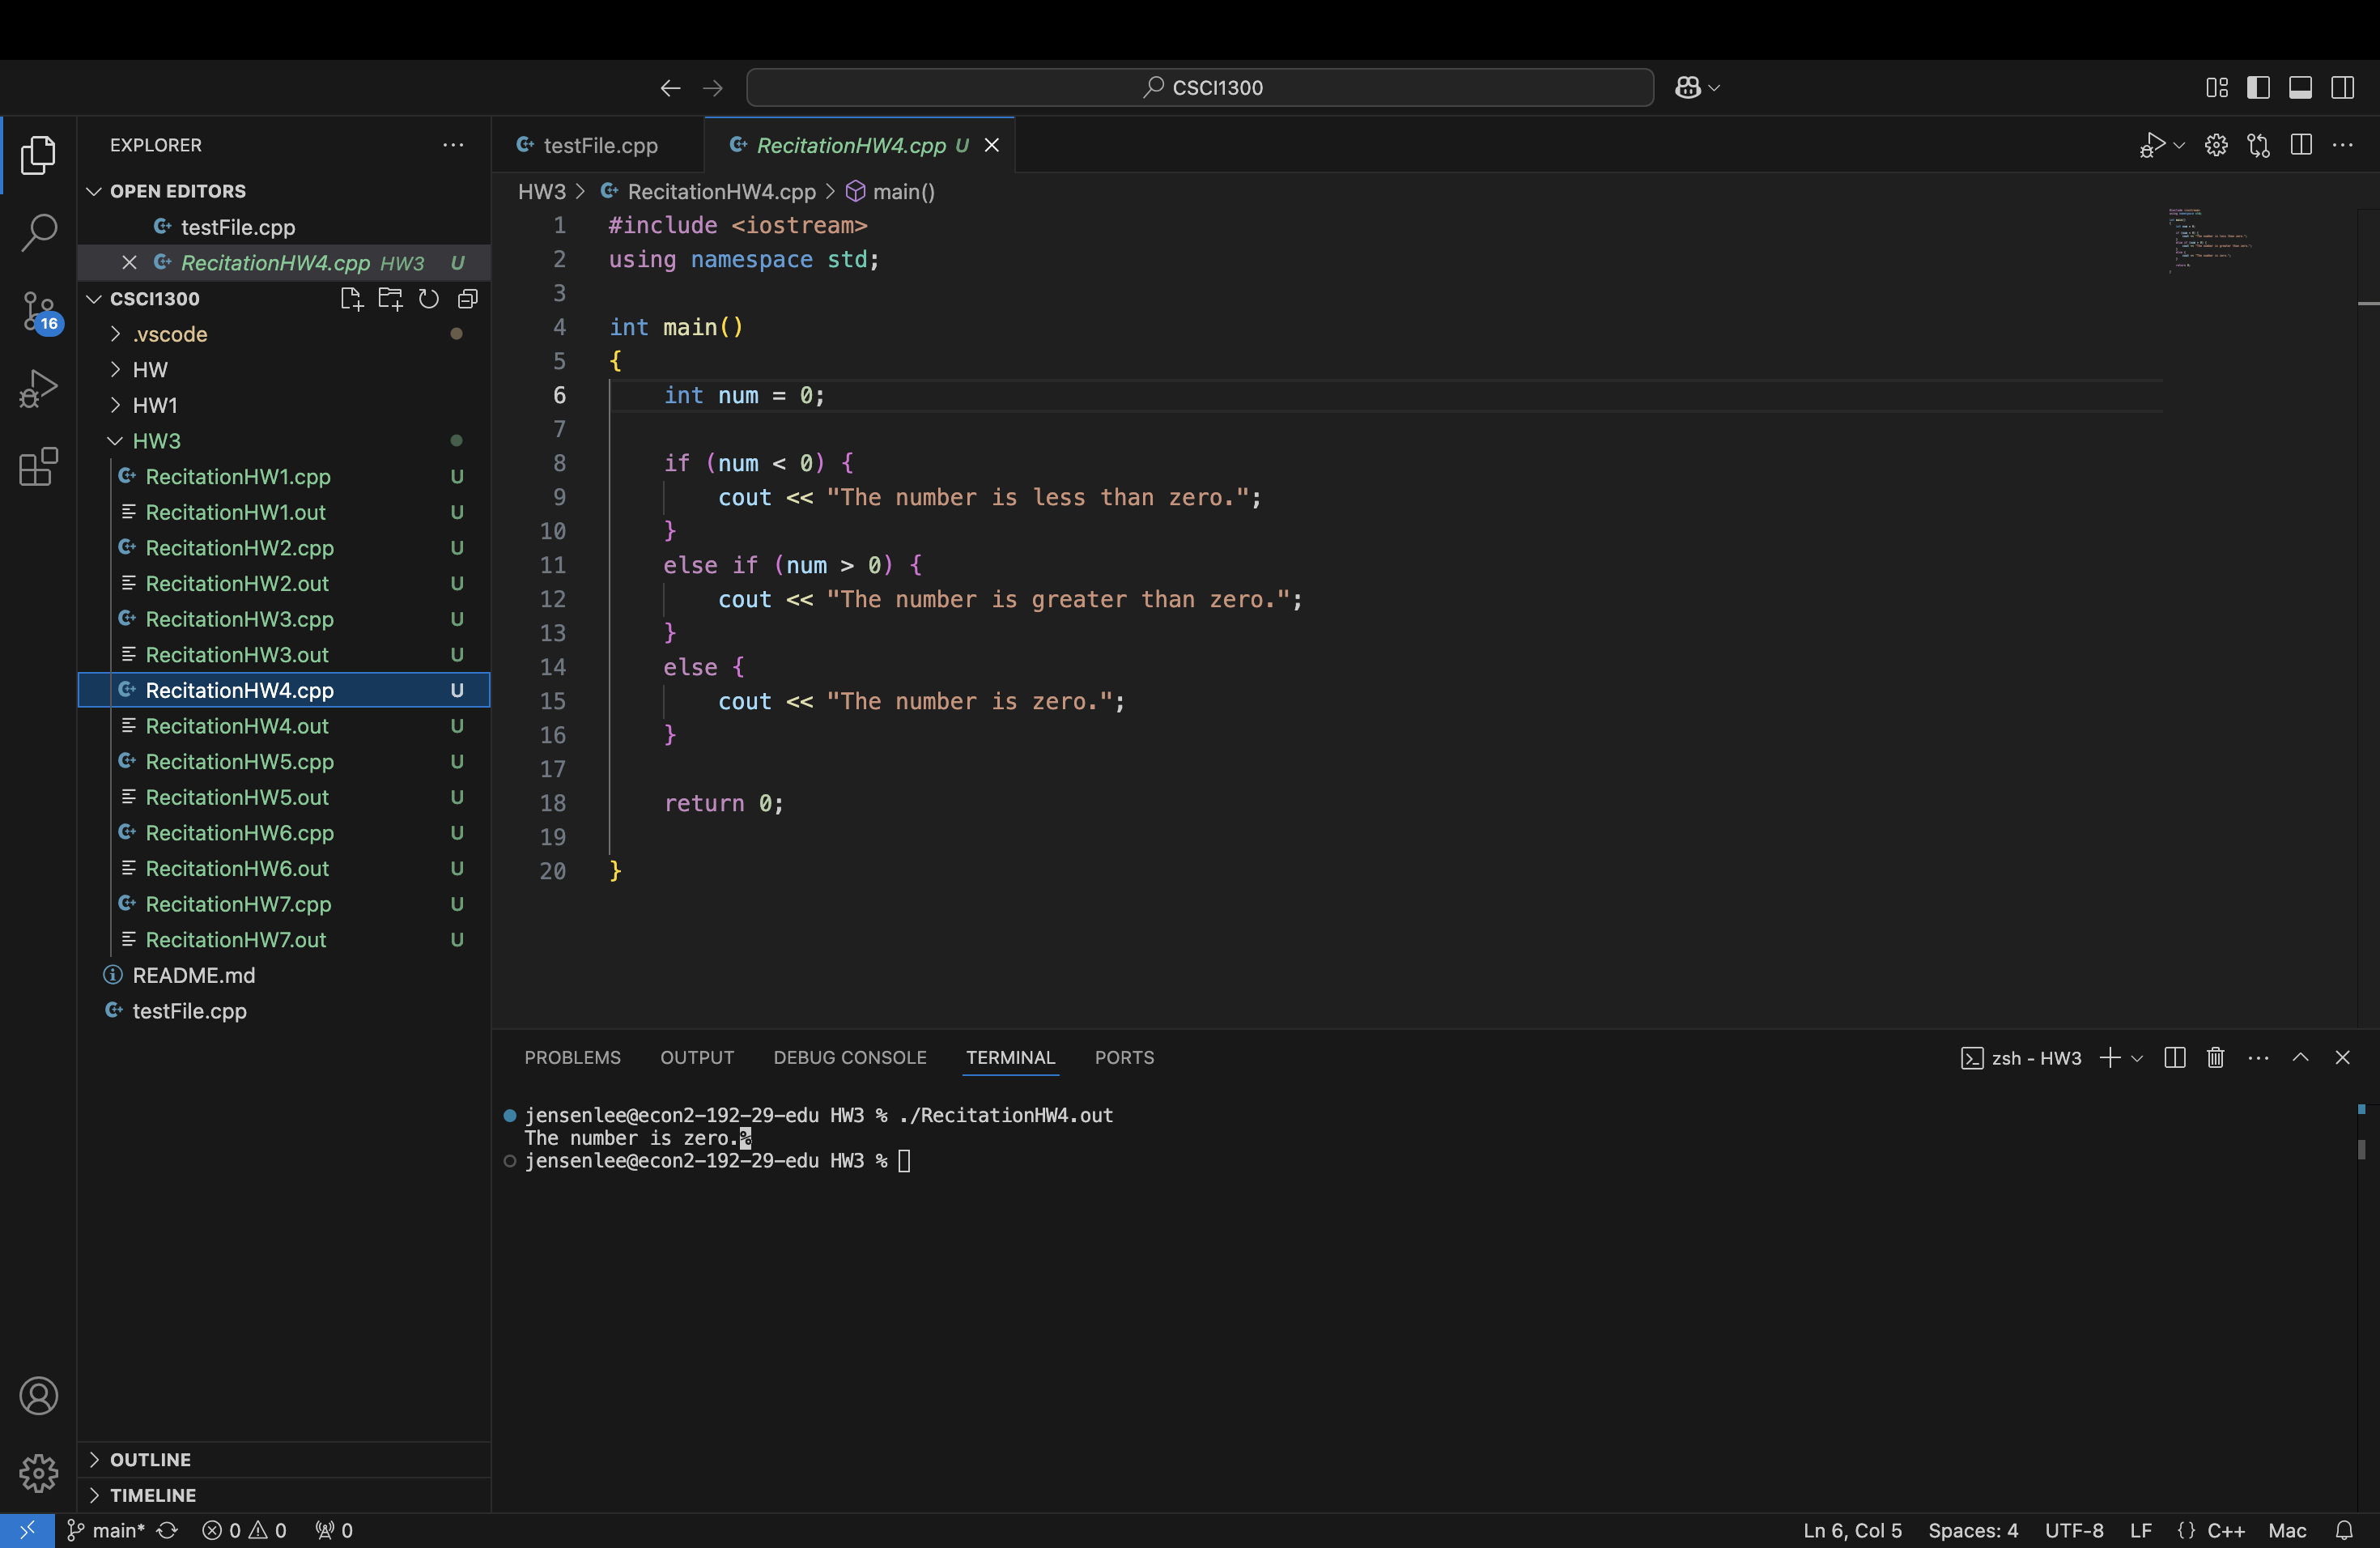 CSCI1300
EXPLORER
OPEN EDITORS
testFile.cpp
RecitationHW4.cpp HW3 U
CSCI1300
.vscode
HW
HW1
HW3
RecitationHW1.cpp U
RecitationHW1.out U
RecitationHW2.cpp U
RecitationHW2.out U
RecitationHW3.cpp U
RecitationHW3.out U
RecitationHW4.cpp U
RecitationHW4.out U
RecitationHW5.cpp U
RecitationHW5.out U
RecitationHW6.cpp U
RecitationHW6.out U
RecitationHW7.cpp U
RecitationHW7.out U
README.md
testFile.cpp
OUTLINE
TIMELINE
16
testFile.cpp RecitationHW4.cpp U
HW3 > RecitationHW4.cpp > main()
1 #include <iostream>
2 using namespace std;
3
4 int main()
5 {
6 int num = 0;
7
8 if (num < 0) {
9 cout << "The number is less than zero.";
10 }
11 else if (num > 0) {
12 cout << "The number is greater than zero.";
13 }
14 else {
15 cout << "The number is zero.";
16 }
17
18 return 0;
19
20 }
PROBLEMS OUTPUT DEBUG CONSOLE TERMINAL PORTS
zsh - HW3
jensenlee@econ2-192-29-edu HW3 % ./RecitationHW4.out
The number is zero.%
jensenlee@econ2-192-29-edu HW3 %
main* 0 0 0
Ln 6, Col 5 Spaces: 4 UTF-8 LF {} C++ Mac